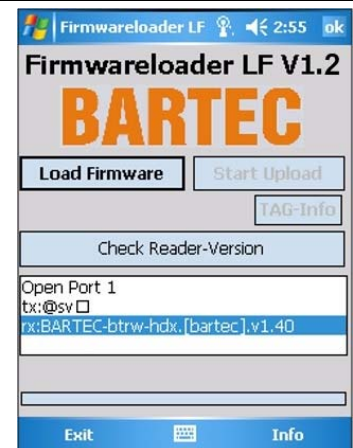 Firmwareloader LF 2:55 ok
Firmwareloader LF V1.2
BARTEC
Load Firmware Start Upload
TAG-Info
Check Reader-Version
Open Port 1
tx:@sv□
rx:BARTEC-btrw-hdx.[bartec].v1.40
Exit Info